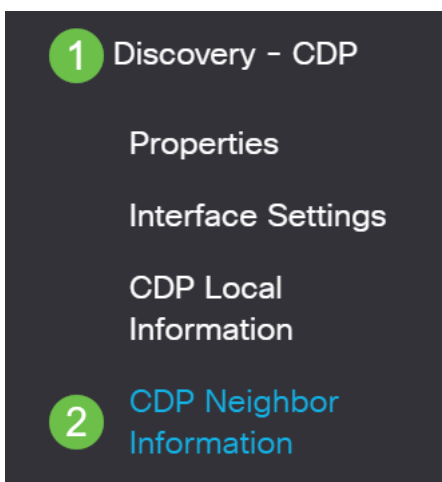 1 Discovery - CDP
Properties
Interface Settings
CDP Local
Information
CDP Neighbor
2
Information